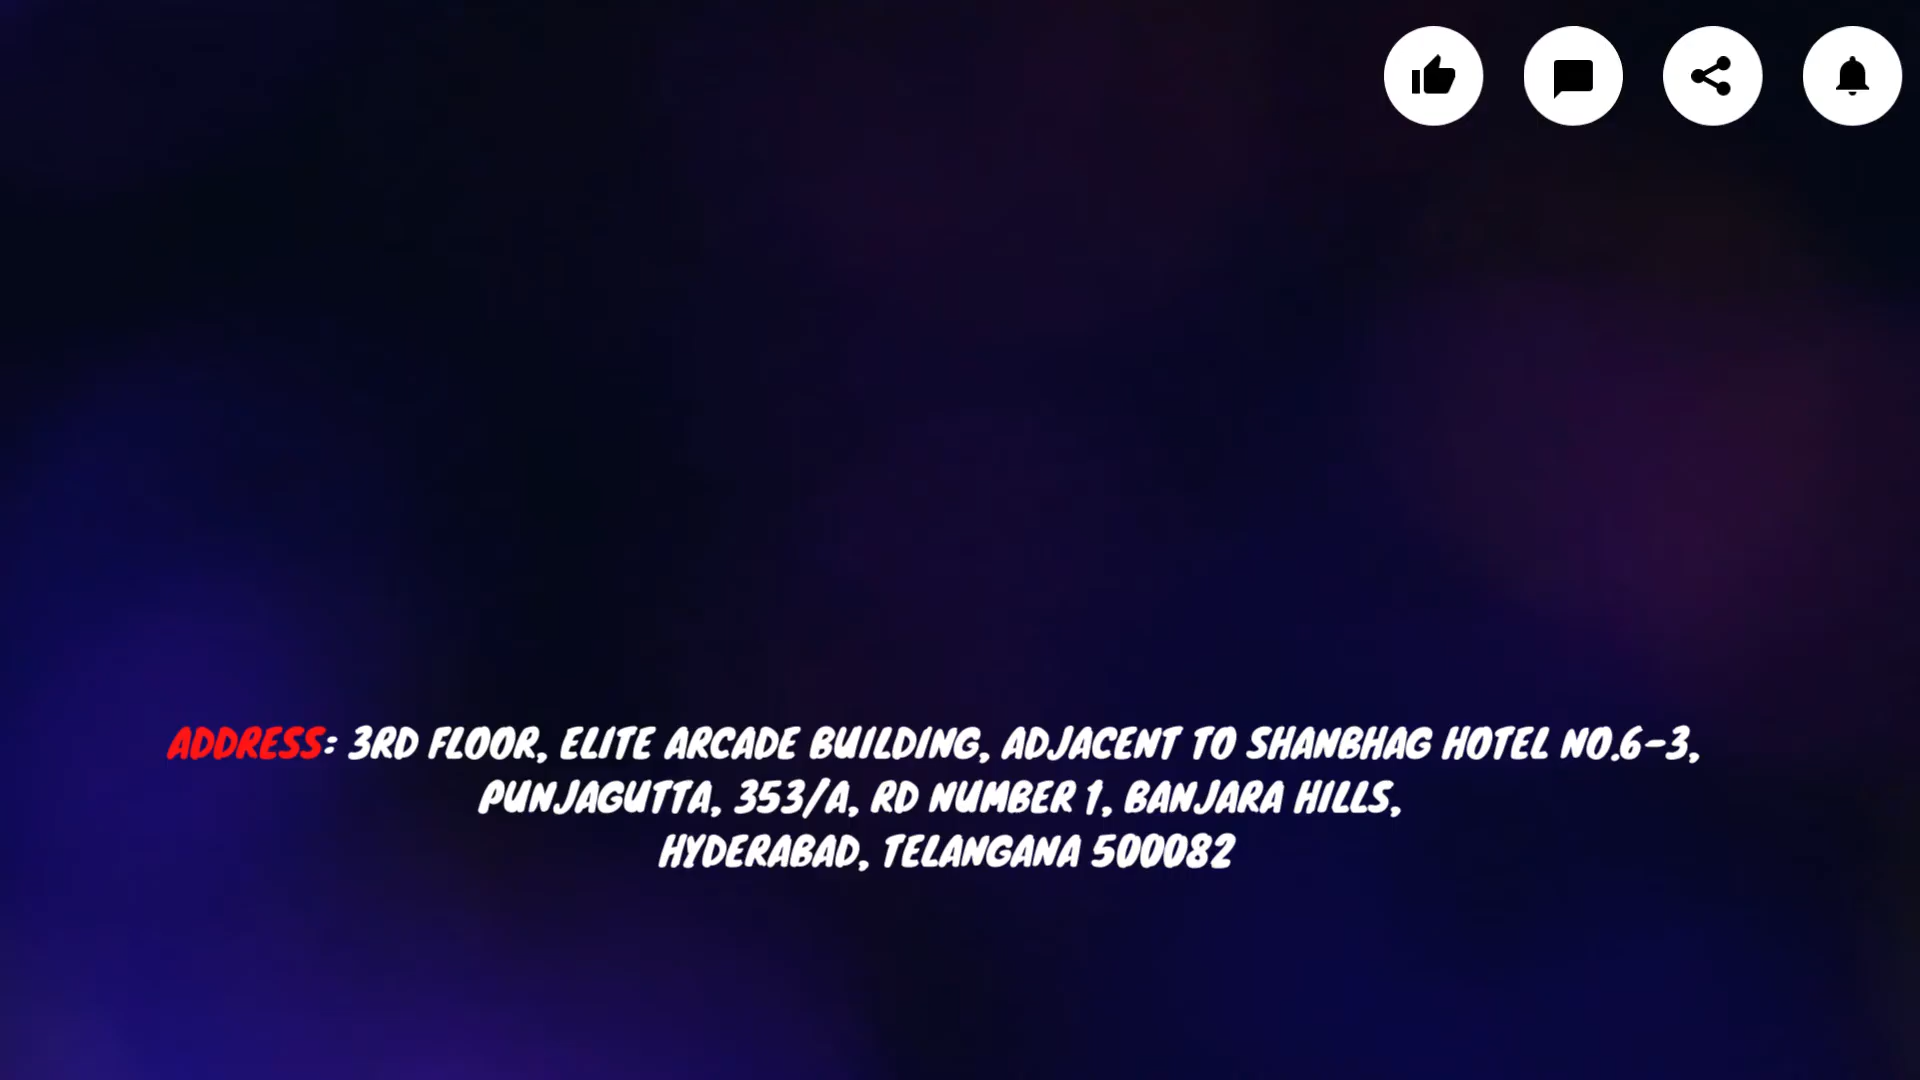 ADDRESS: 3RD FLOOR, ELITE ARCADE BUILDING, ADJACENT TO SHANBHAG HOTEL NO.6-3,
PUNJAGUTTA, 353/A, RD NUMBER 1, BANJARA HILLS,
HYDERABAD, TELANGANA 500082